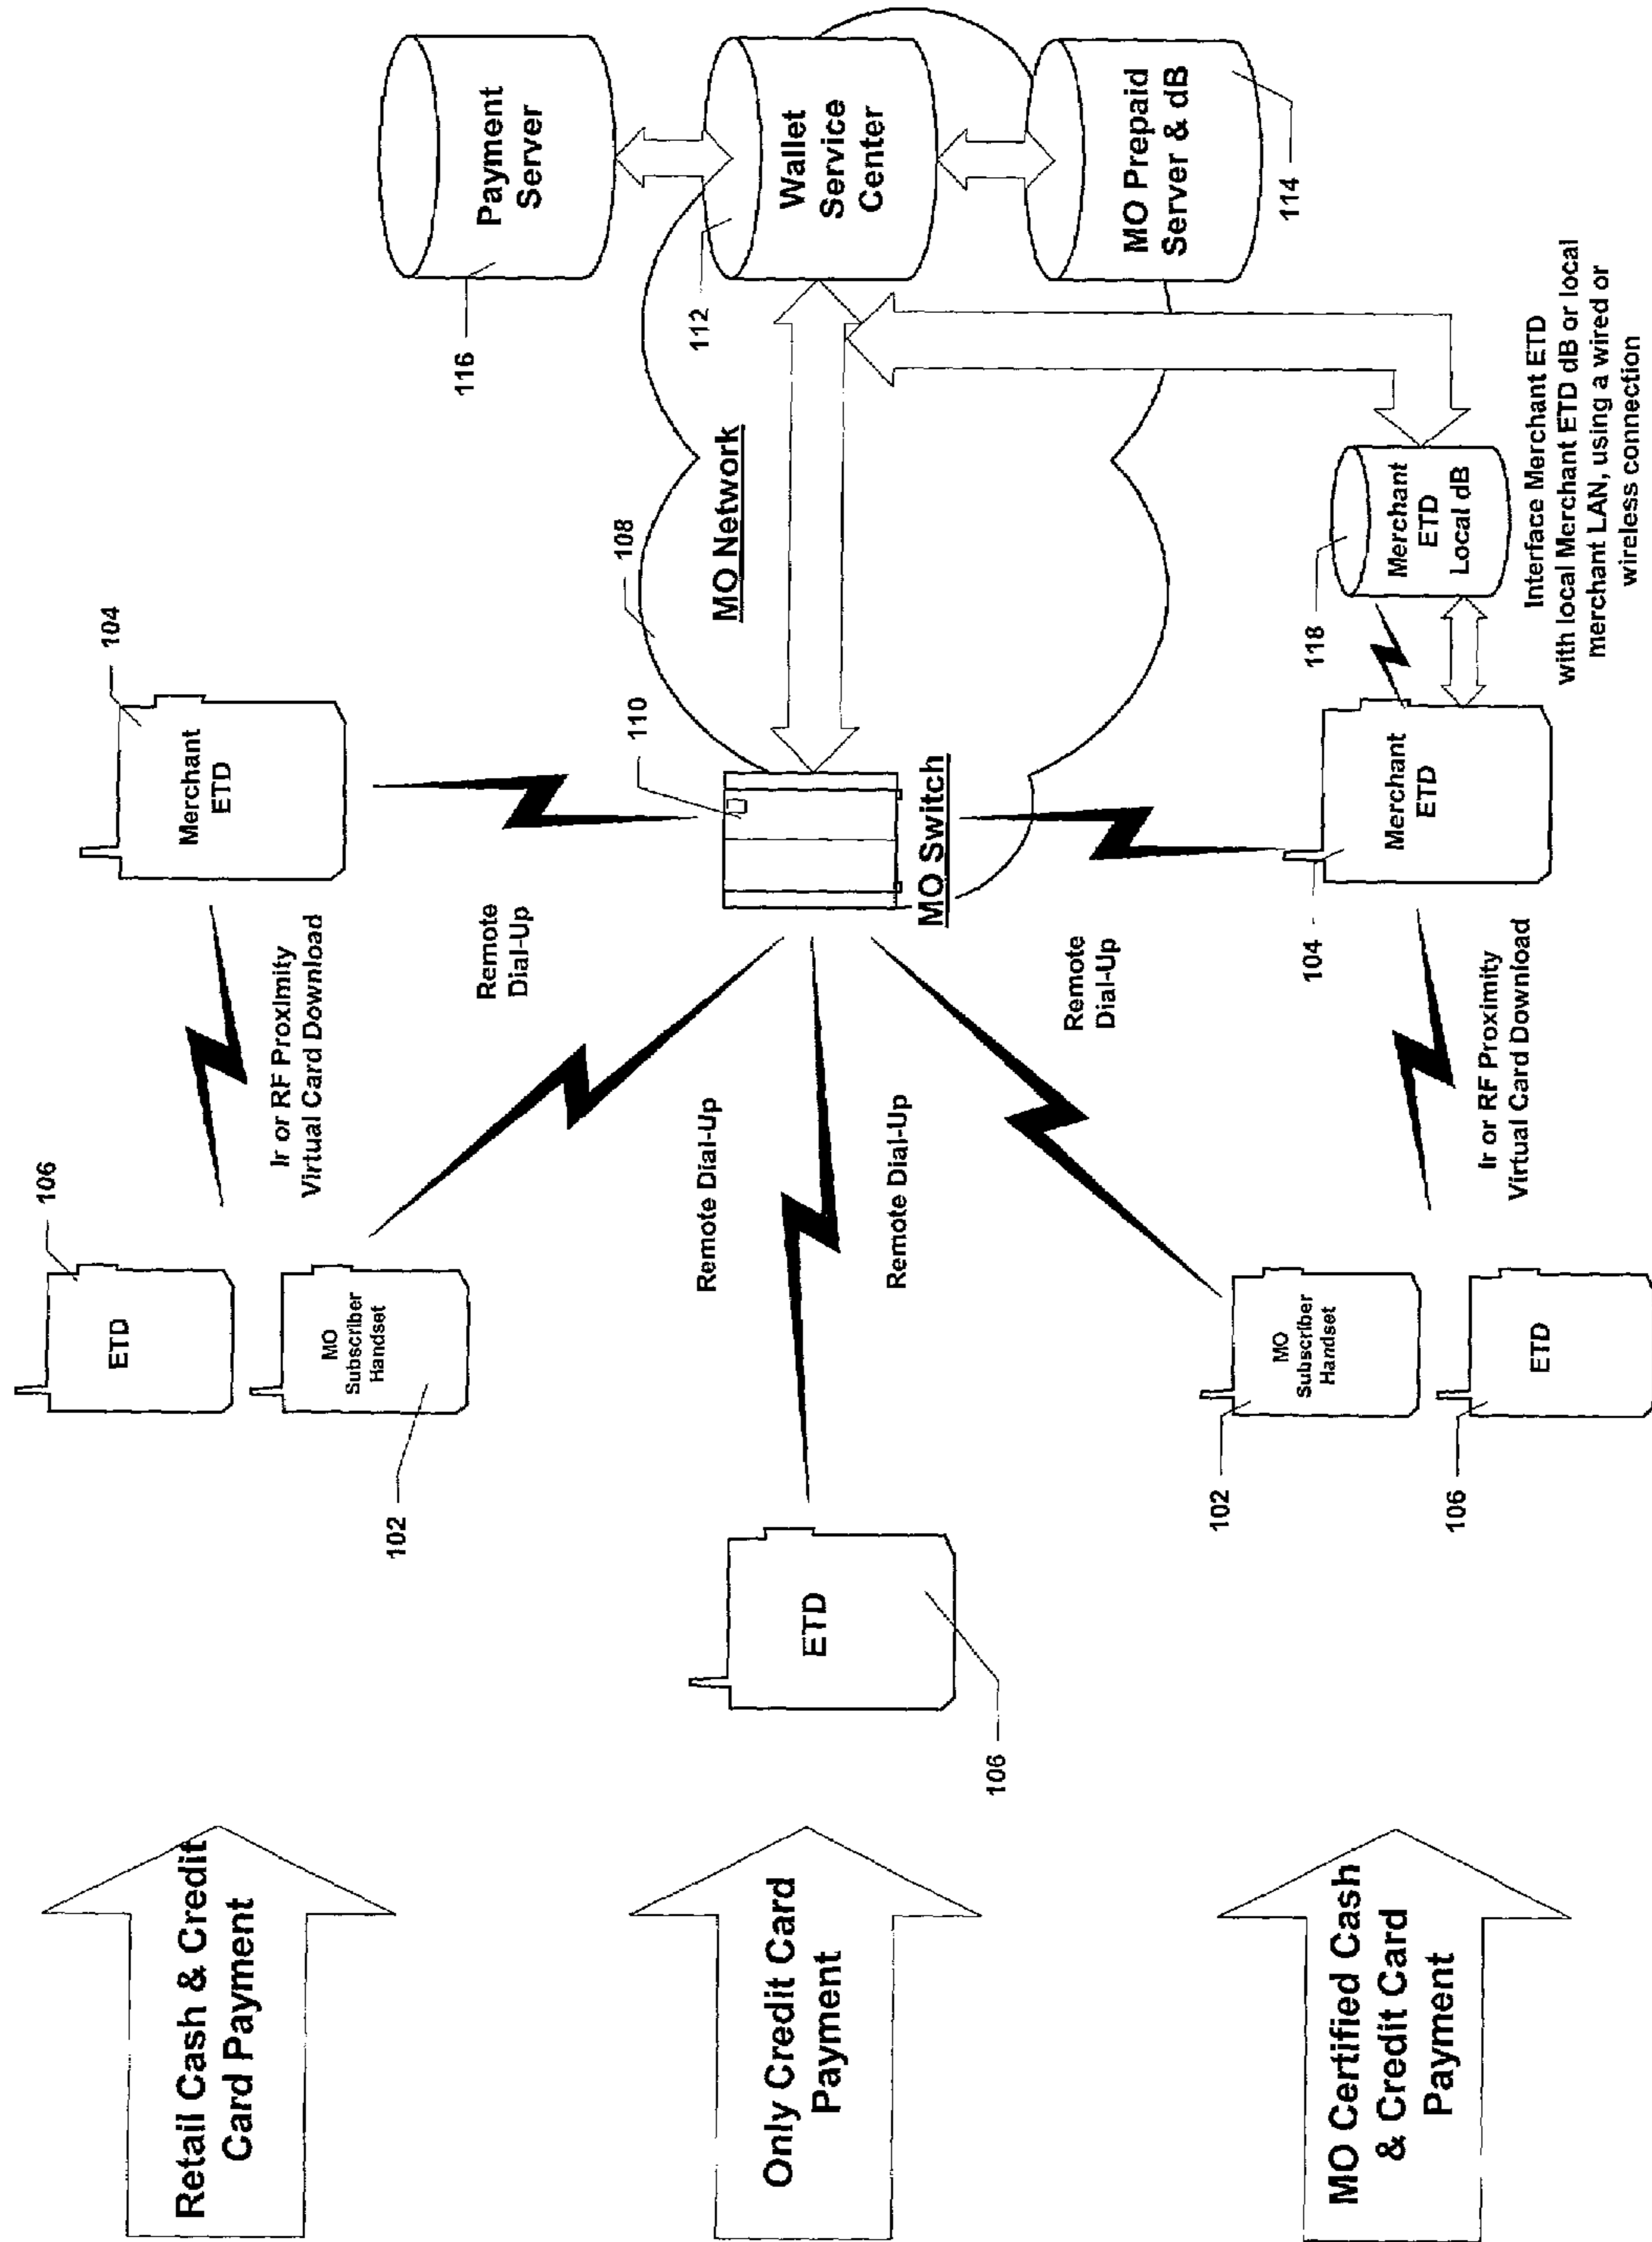 Retail Cash & Credit
Card Payment
Only Credit Card
Payment
MO Certified Cash
& Credit Card
Payment
106
ETD
MO
Subscriber
Handset
102
Ir or RF Proximity
Virtual Card Download
104
Merchant
ETD
Remote
Dial-Up
ETD
106
Remote Dial-Up
Remote Dial-Up
102
MO
Subscriber
Handset
106
ETD
Remote
Dial-Up
Ir or RF Proximity
Virtual Card Download
104
Merchant
ETD
110
MO Switch
108
MO Network
116
Payment
Server
112
Wallet
Service
Center
MO Prepaid
Server & dB
114
118
Merchant
ETD
Local dB
Interface Merchant ETD
with local Merchant ETD dB or local
merchant LAN, using a wired or
wireless connection